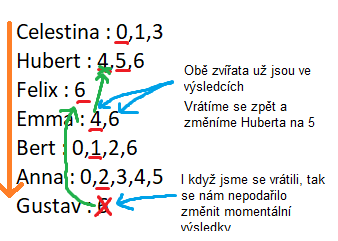 Celestina : 0,1,3
Hubert : 4,5,6
Felix : 6
Emma : 4,6
Bert : 0,1,2,6
Anna : 0,2,3,4,5
Gustav : 6
Obě zvířata už jsou ve
výsledcích
Vrátíme se zpět a
změníme Huberta na 5
I když jsme se vrátili, tak
se nám nepodařilo
změnit momentální
výsledky